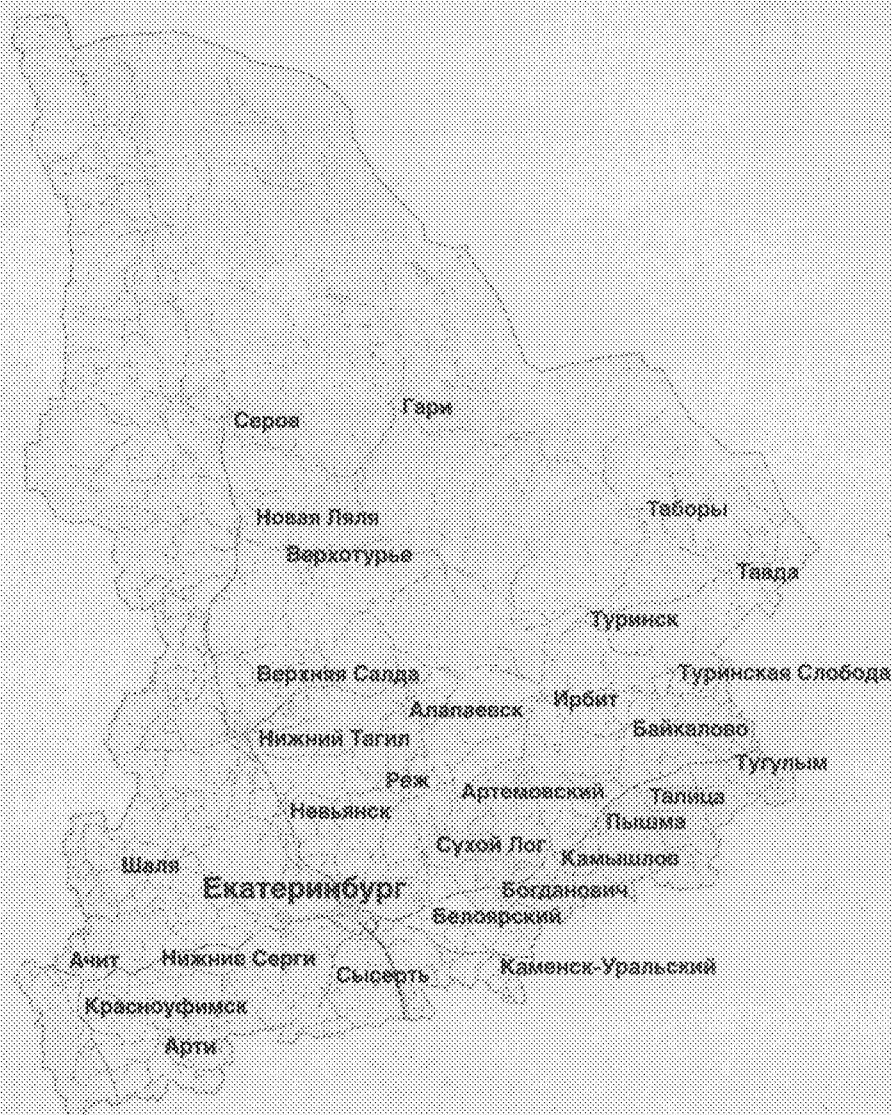 Серов
Гари
Новая Ляля
Таборы
Верхотурье
Тавда
Туринск
Верхняя Салда
Туринская Слобода
Ирбит
Алапаевск
Байкалово
Нижний Тагил
Тугулым
Реж
Артемовский
Талица
Невьянск
Пышма
Сухой Лог
Камышлов
Шаля
Екатеринбург
Богданович
Белоярский
Ачит
Нижние Серги
Каменск-Уральский
Сысерть
Красноуфимск
Арти